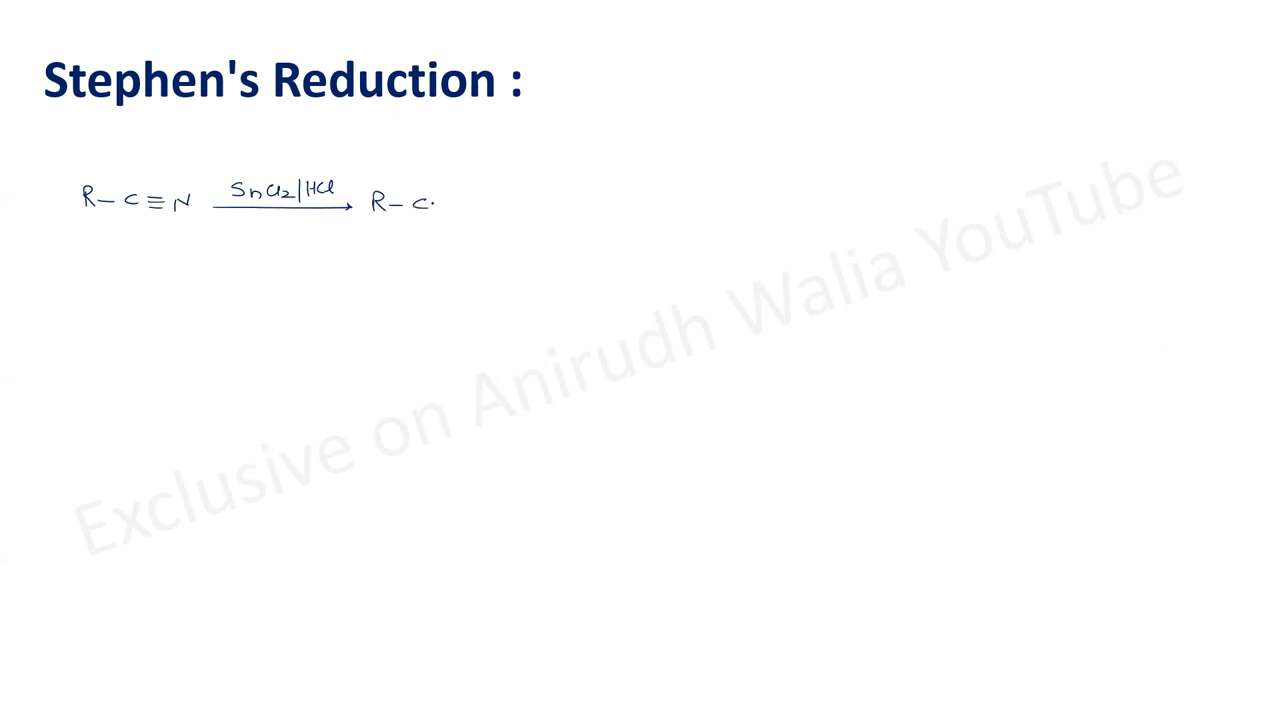 Stephen's Reduction :
R – C ≡ N SnCl2/HCl → R – C
Exclusive on Anirudh Walia YouTube